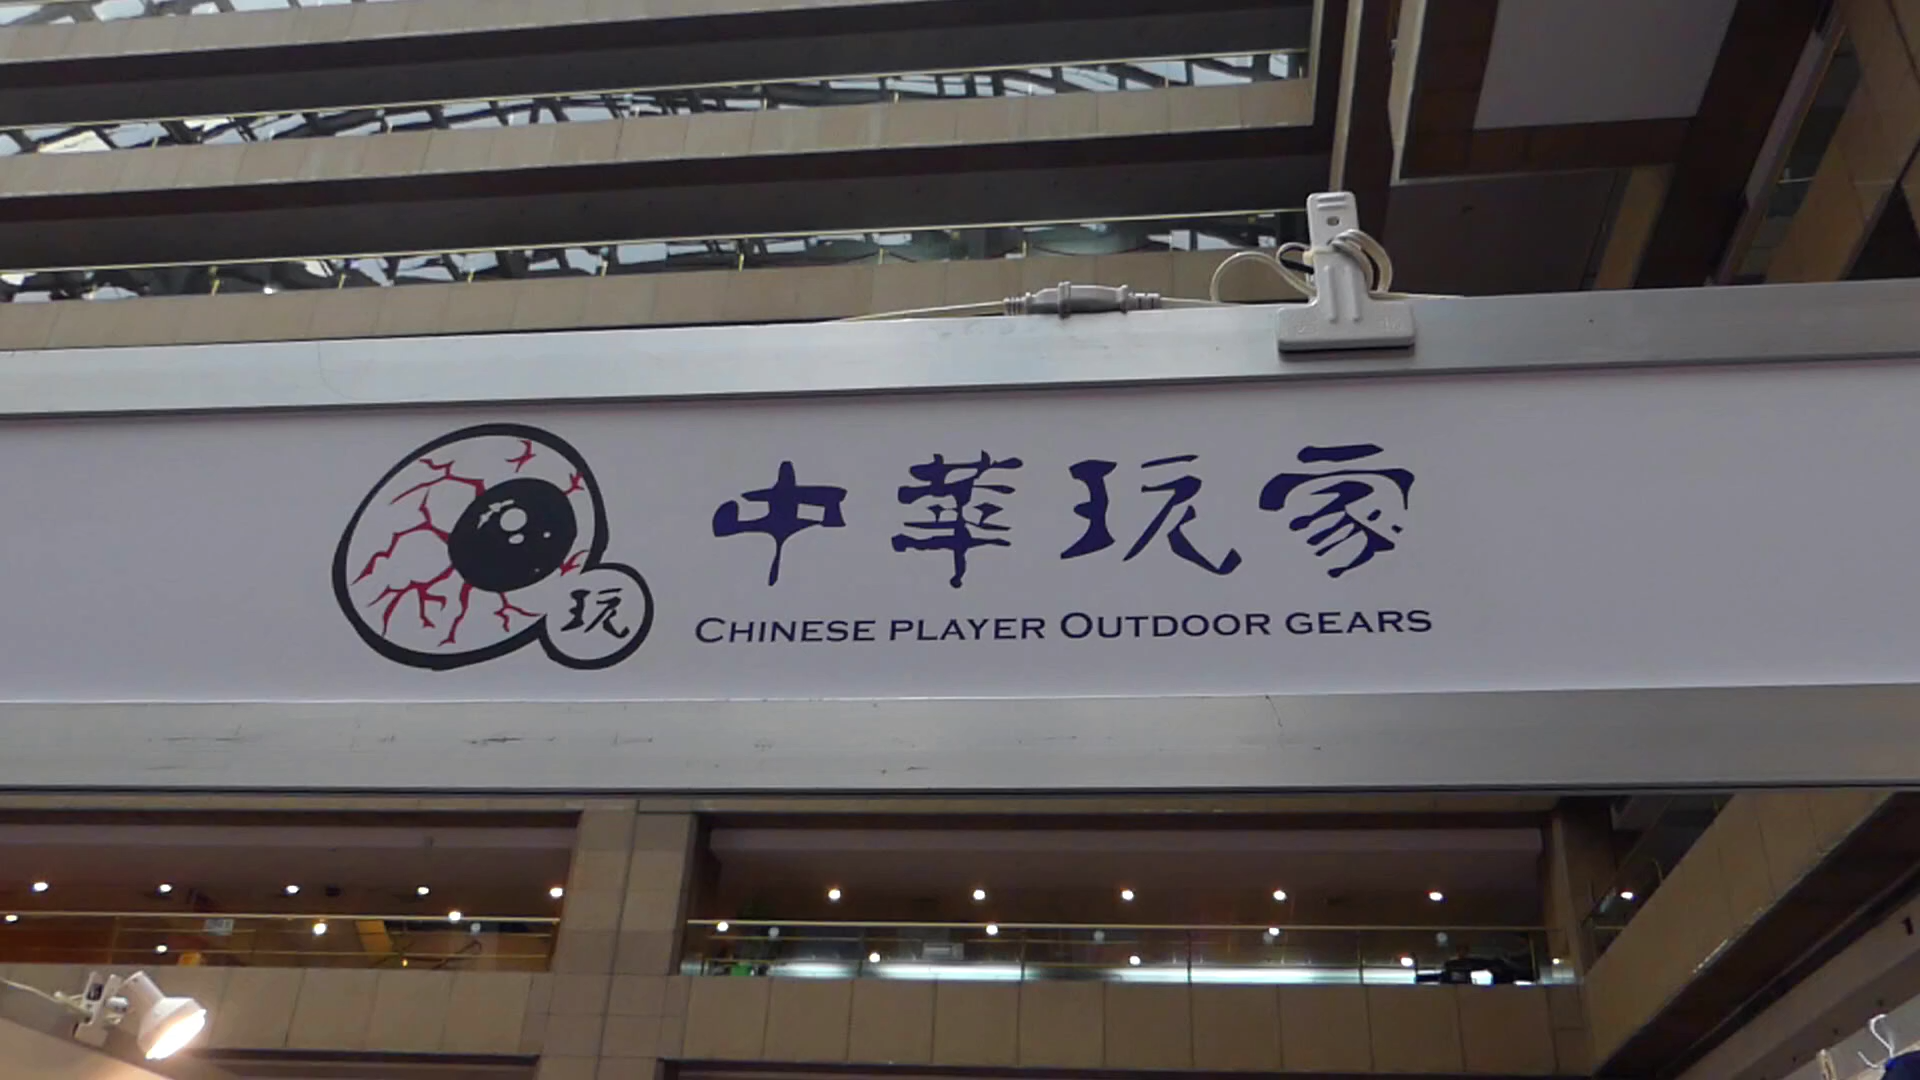 中華玩家
玩
CHINESE PLAYER OUTDOOR GEARS